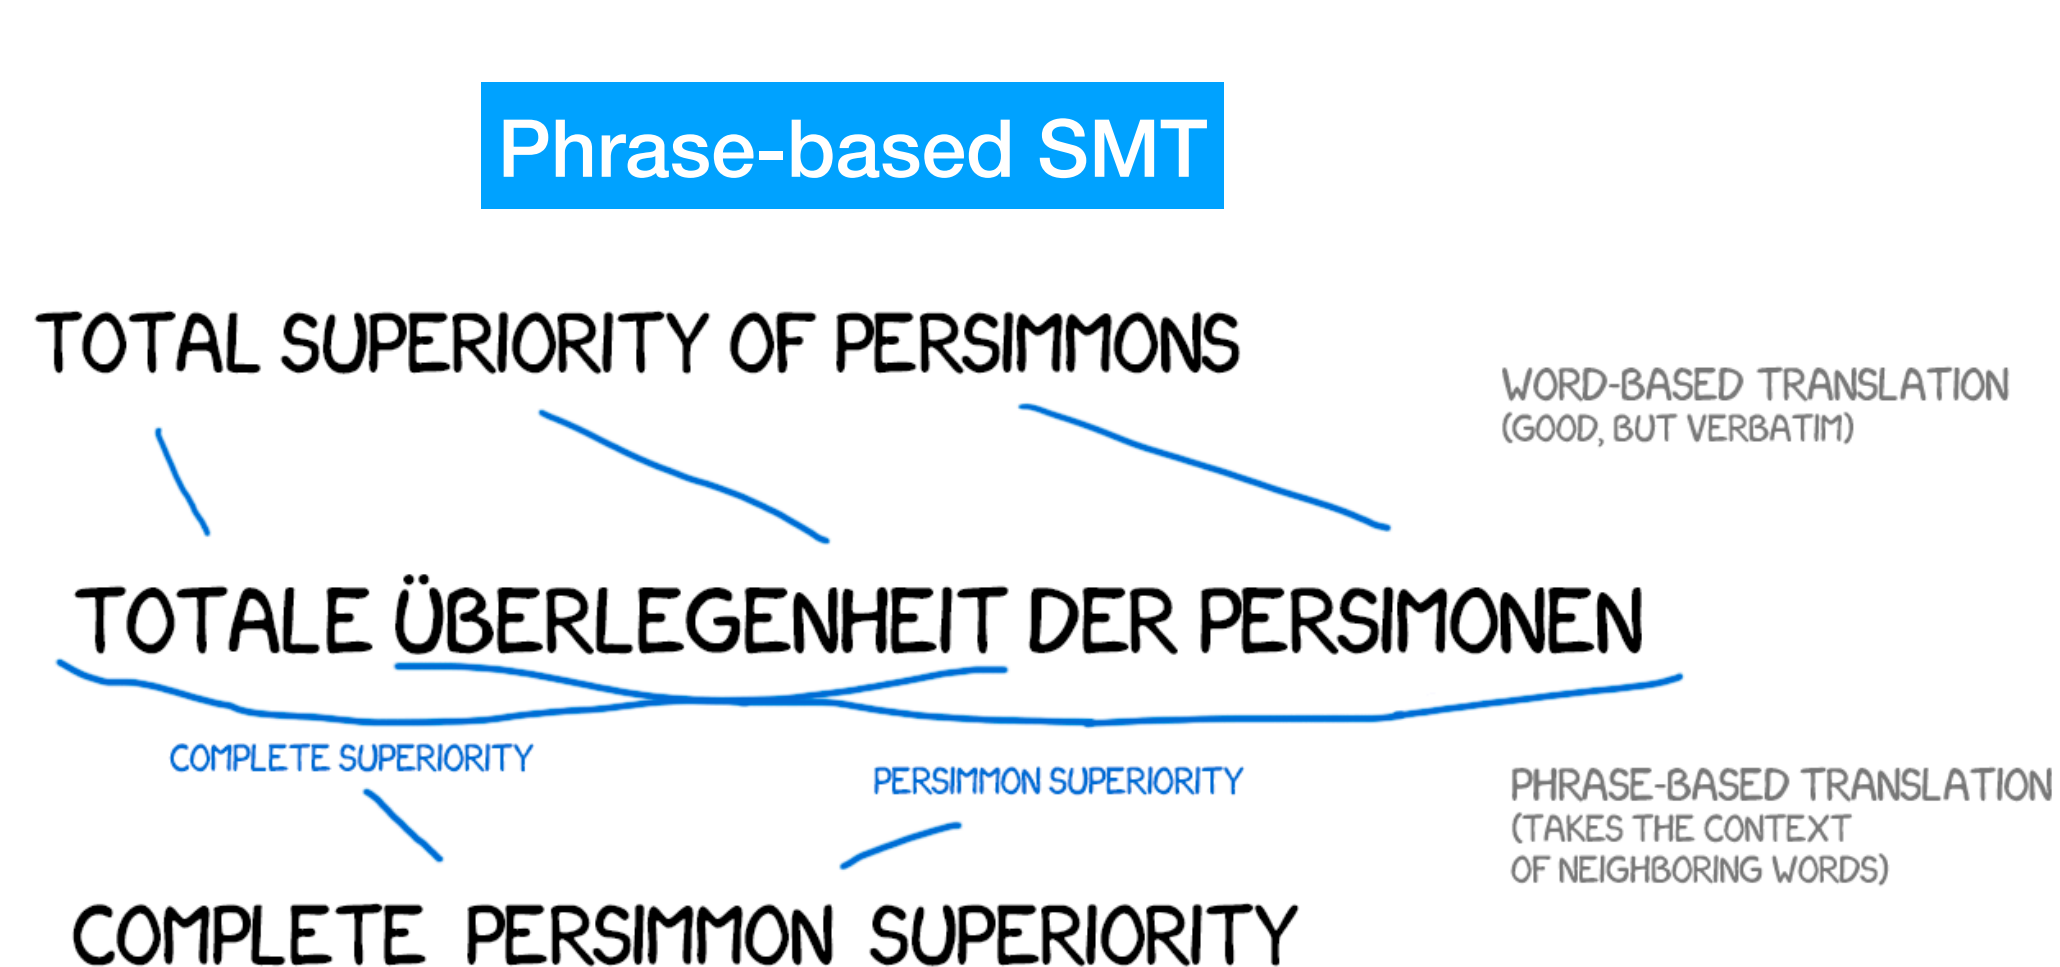 Phrase-based SMT
TOTAL SUPERIORITY OF PERSIMMONS
WORD-BASED TRANSLATION
(GOOD, BUT VERBATIM)
TOTALE ÜBERLEGENHEIT DER PERSIMONEN
COMPLETE SUPERIORITY
PERSIMMON SUPERIORITY
PHRASE-BASED TRANSLATION
(TAKES THE CONTEXT
OF NEIGHBORING WORDS)
COMPLETE PERSIMMON SUPERIORITY